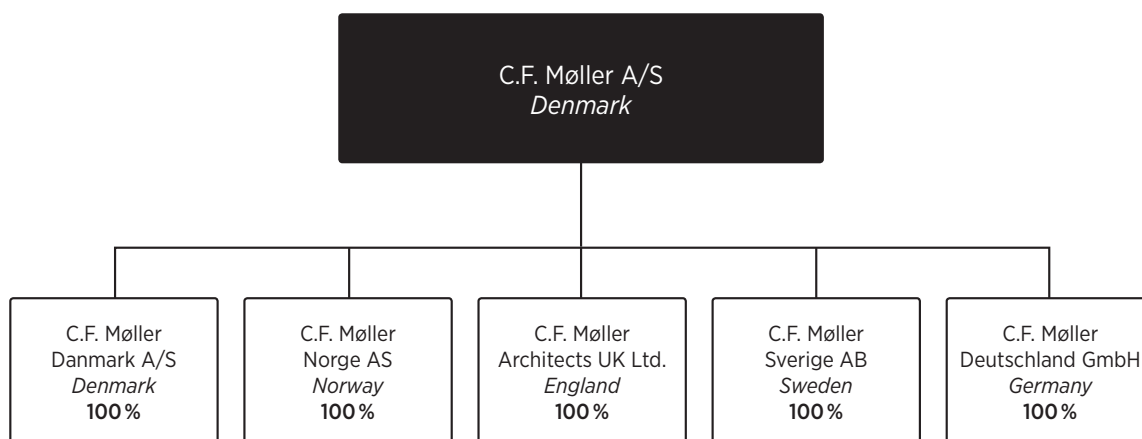 C.F. Møller A/S
Denmark
C.F. Møller
Danmark A/S
Denmark
100 %
C.F. Møller
Norge AS
Norway
100 %
C.F. Møller
Architects UK Ltd.
England
100 %
C.F. Møller
Sverige AB
Sweden
100 %
C.F. Møller
Deutschland GmbH
Germany
100 %